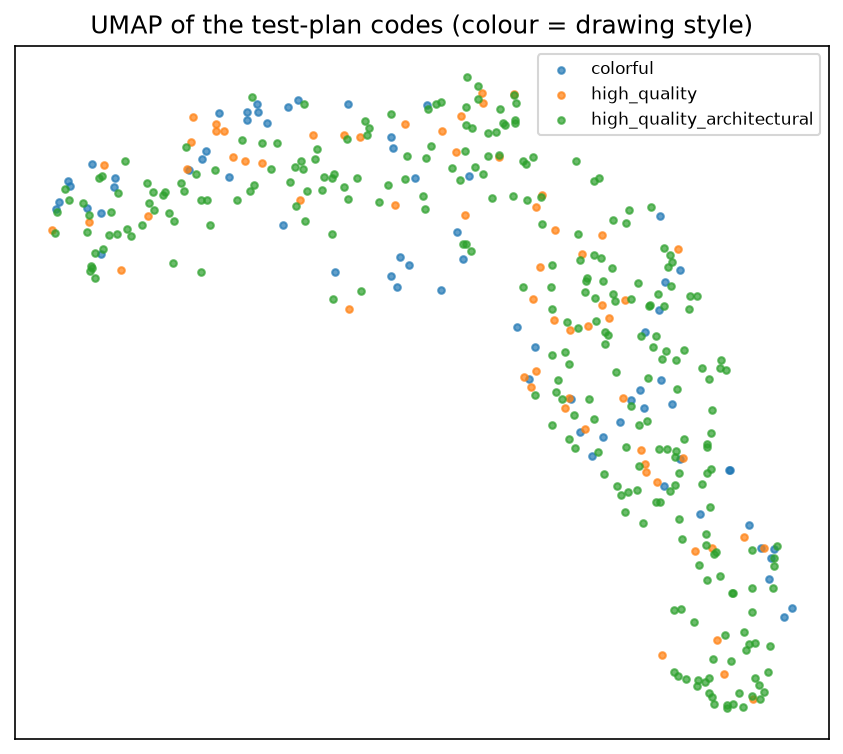 UMAP of the test-plan codes (colour = drawing style)
colorful
high_quality
high_quality_architectural